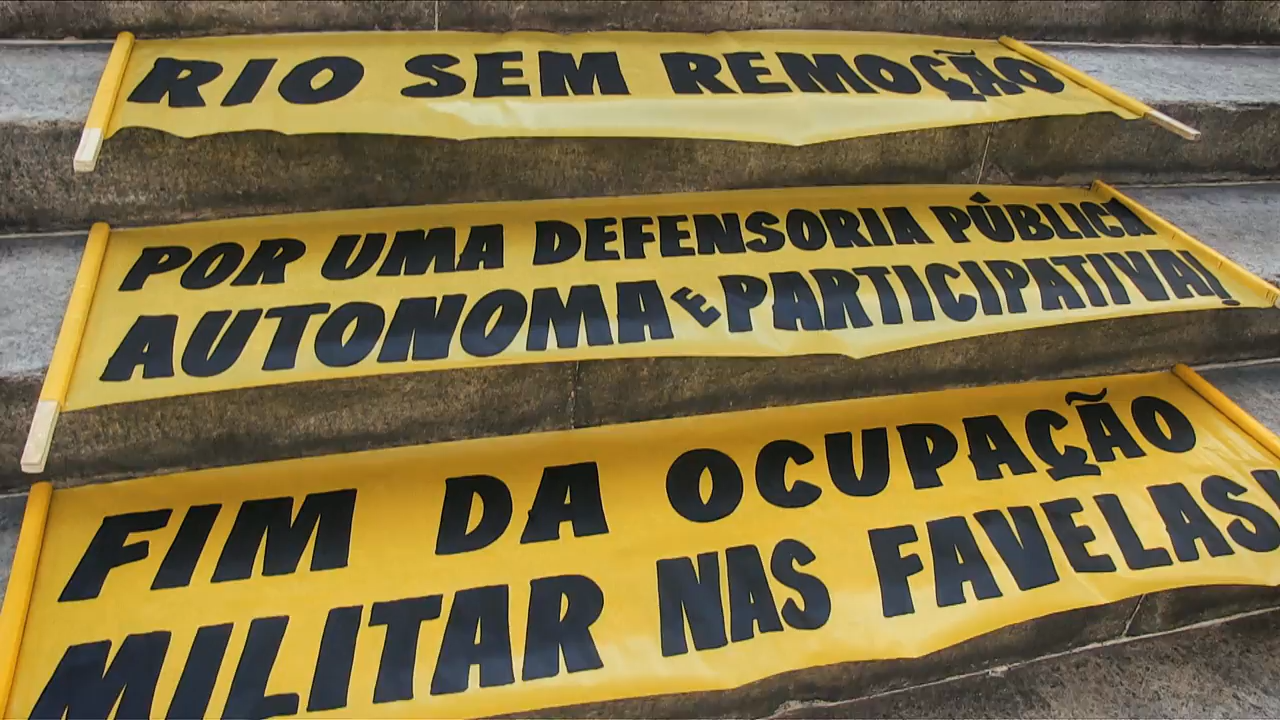 RIO SEM REMOÇÃO
POR UMA DEFENSORIA PÚBLICA
AUTONOMA E PARTICIPATIVA!
FIM DA OCUPAÇÃO
MILITAR NAS FAVELAS!